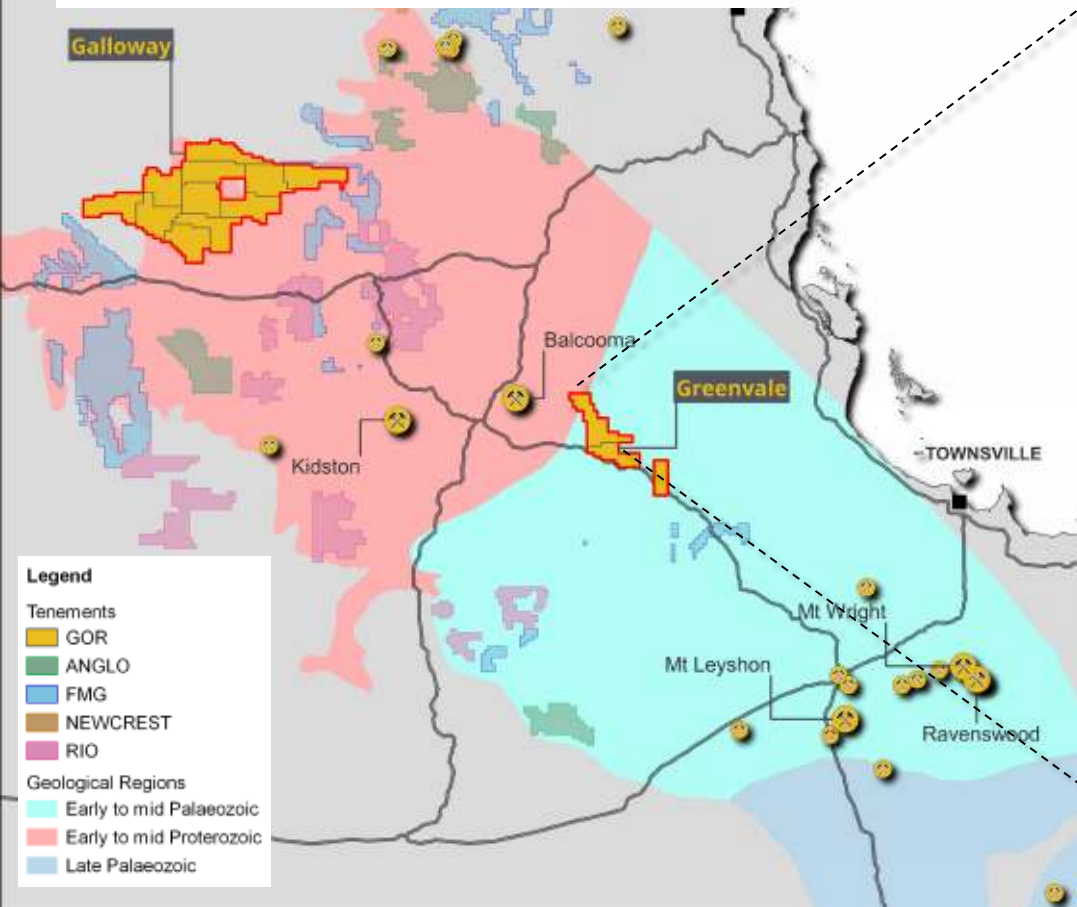 Galloway
Balcooma
Greenvale
Kidston
TOWNSVILLE
Mt Wright
Mt Leyshon
Ravenswood
Legend
Tenements
GOR
ANGLO
FMG
NEWCREST
RIO
Geological Regions
Early to mid Palaeozoic
Early to mid Proterozoic
Late Palaeozoic